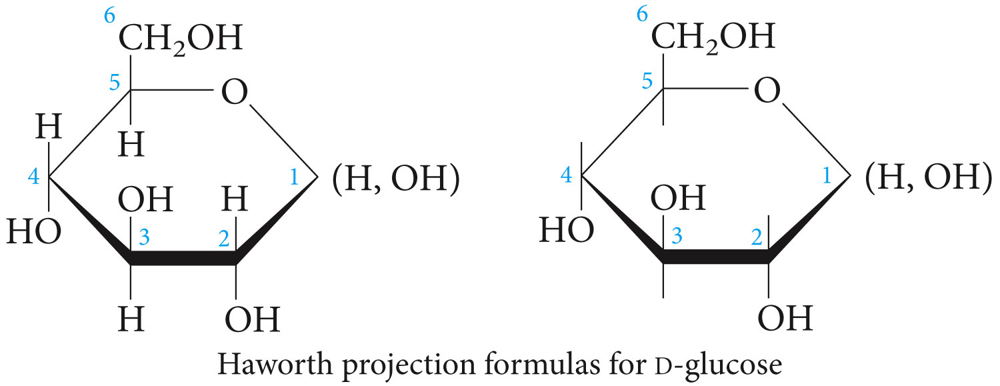 6 6
CH₂OH CH₂OH
5 O 5 O
H H
4 1 (H, OH) 4 1 (H, OH)
OH H OH
HO 3 2 HO 3 2
H OH OH
Haworth projection formulas for D-glucose